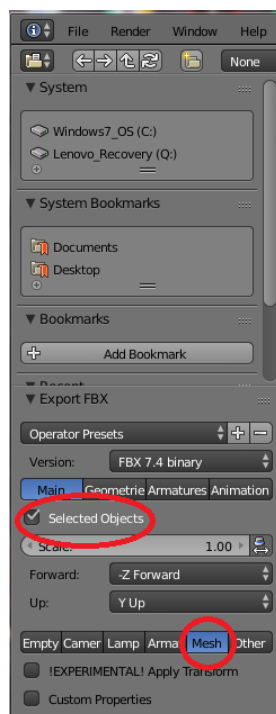 File Render Window Help
None
System
Windows7_OS (C:)
Lenovo_Recovery (Q:)
System Bookmarks
Documents
Desktop
Bookmarks
Add Bookmark
Recent
Export FBX
Operator Presets
Version: FBX 7.4 binary
Main Geometrie Armatures Animation
Selected Objects
Scale: 1.00
Forward: -Z Forward
Up: Y Up
Empty Camer Lamp Arma Mesh Other
!EXPERIMENTAL! Apply Transform
Custom Properties